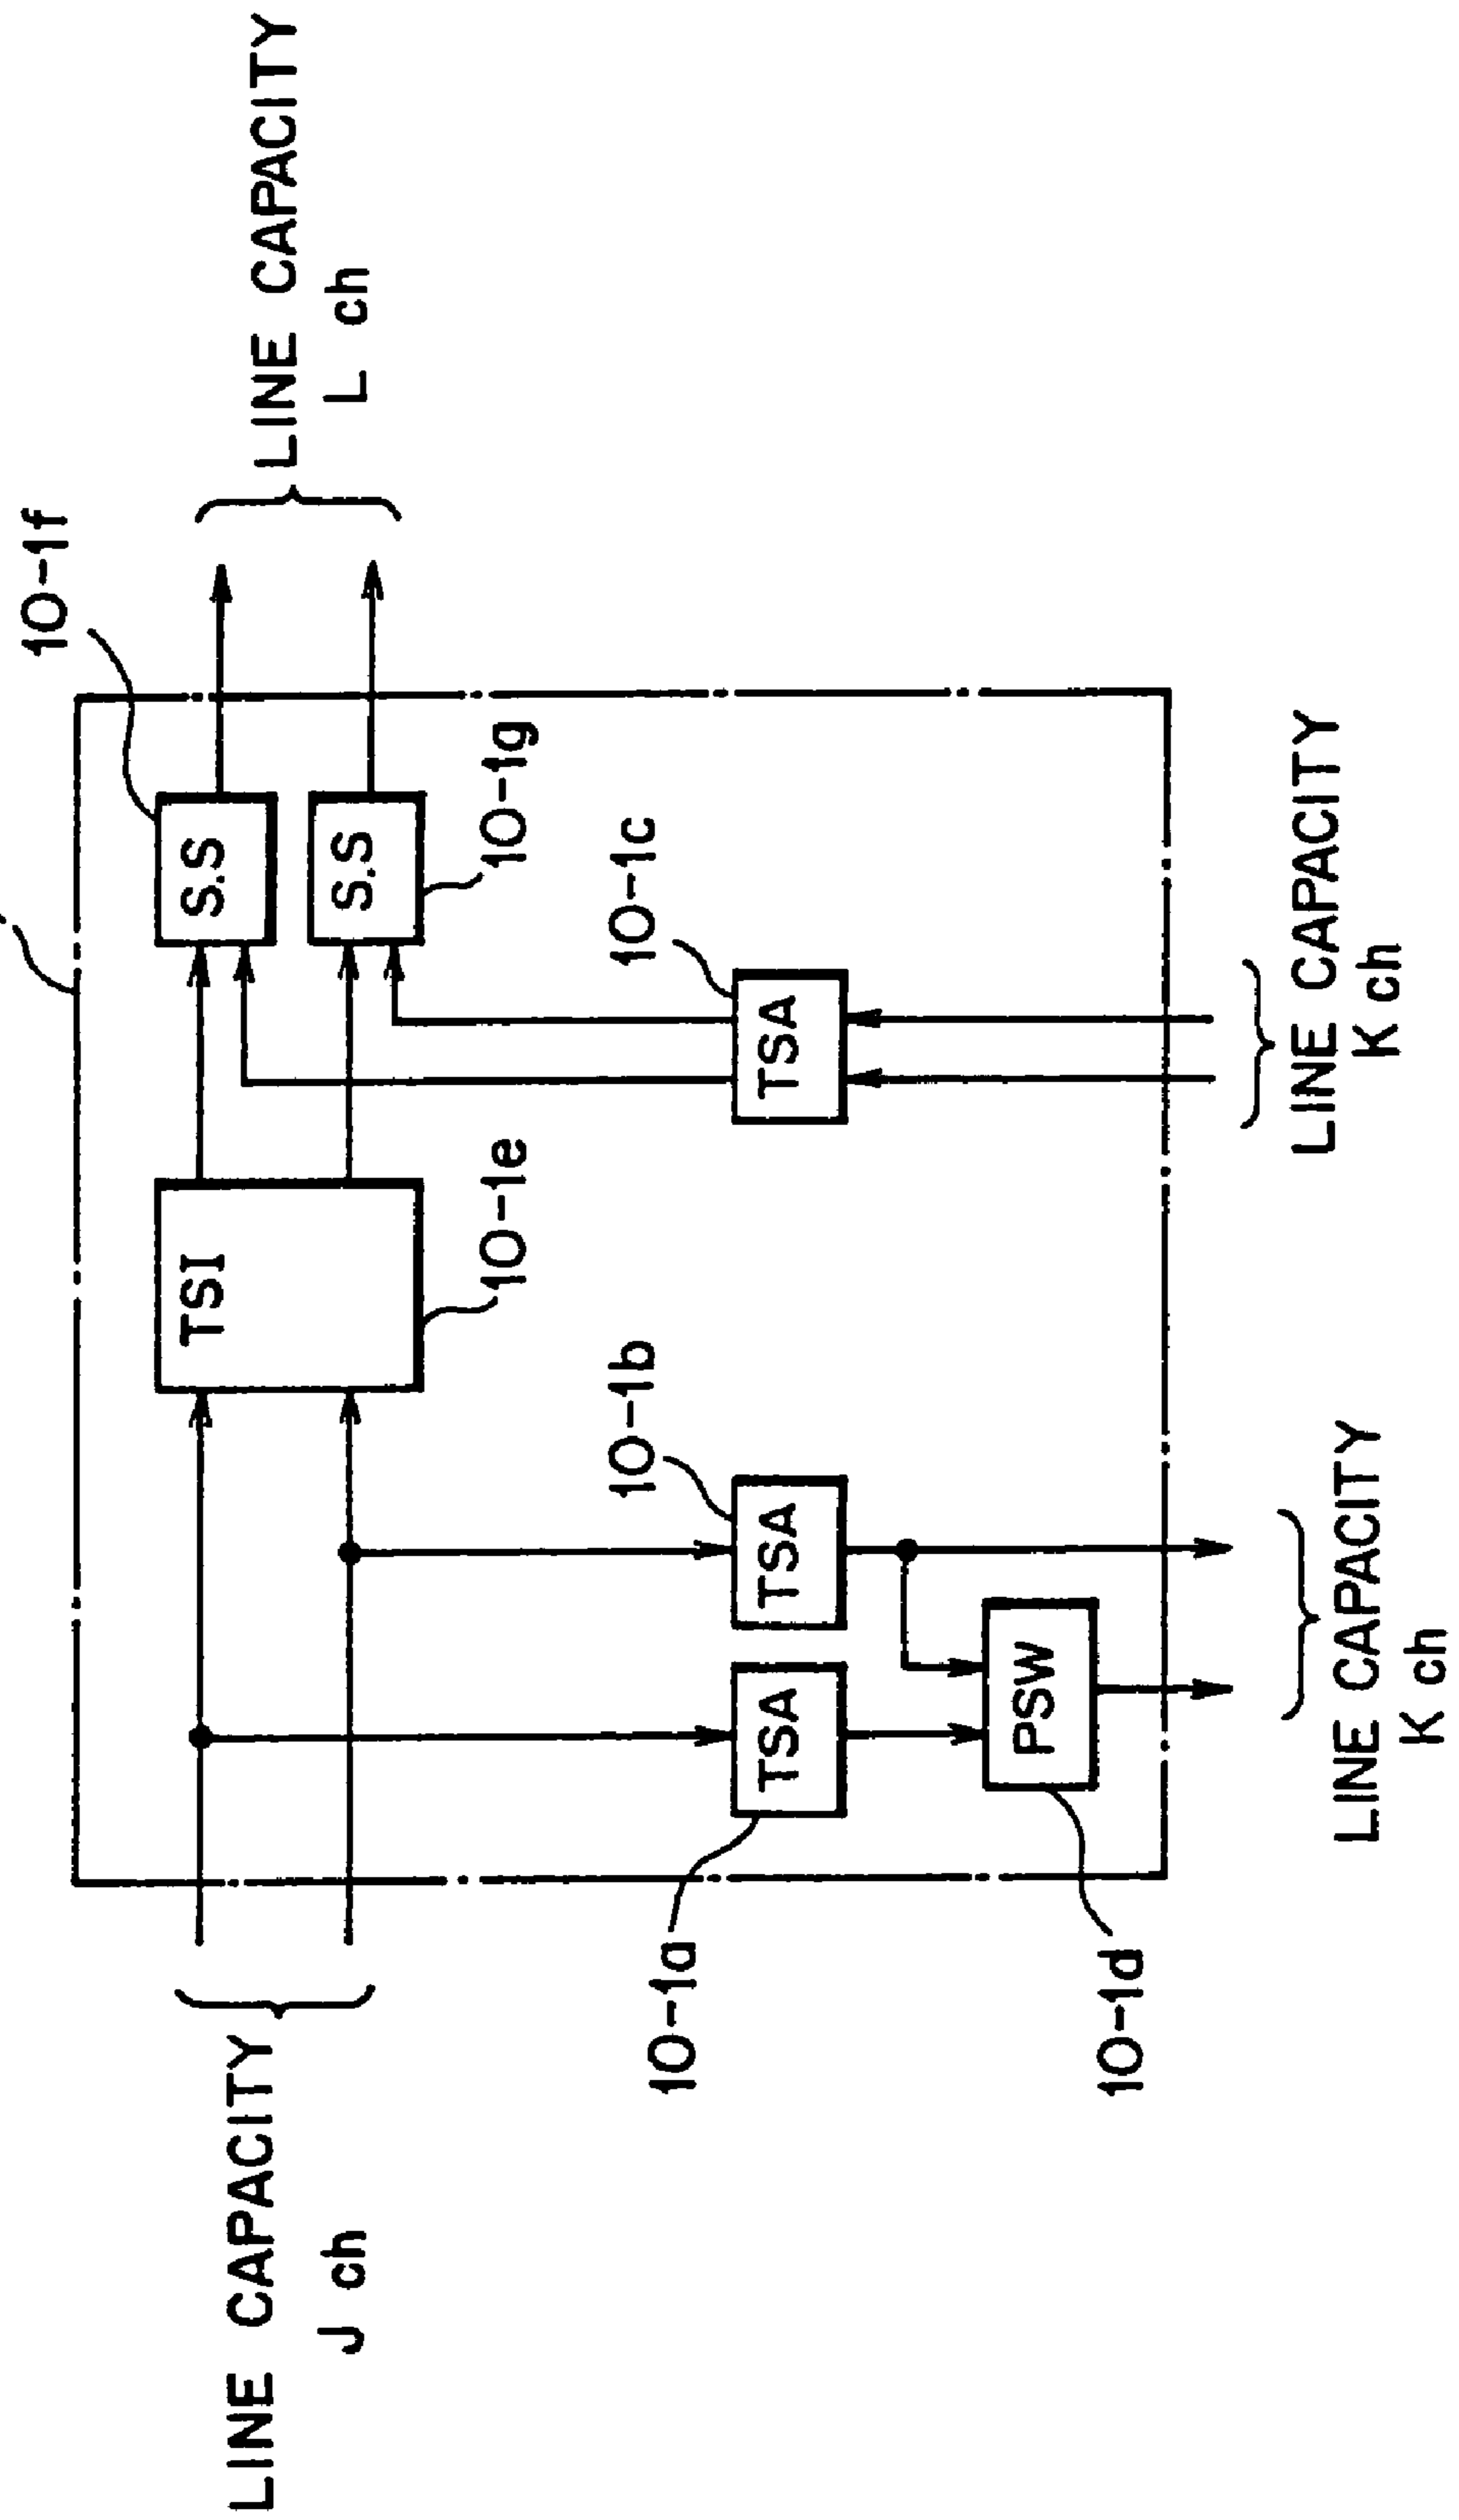 10-1f
LINE CAPACITY
L ch
S.S
S.S
10-1g
10-1c
TSA
LINE CAPACITY
K ch
TSI
10-1e
10-1b
TSA
TSA
PSW
LINE CAPACITY
K ch
10-1a
10-1d
LINE CAPACITY
J ch